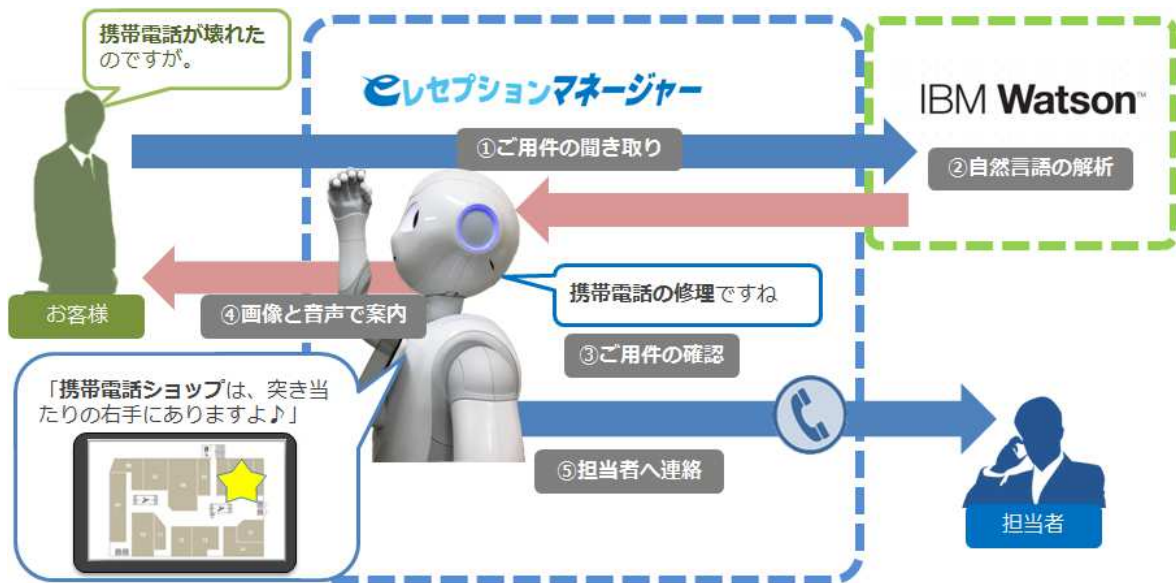 携帯電話が壊れた
のですが。
eレセプションマネージャー
IBM Watson™
①ご用件の聞き取り
②自然言語の解析
携帯電話の修理ですね
お客様
④画像と音声で案内
③ご用件の確認
「携帯電話ショップは、突き当
たりの右手にありますよ♪」
⑤担当者へ連絡
担当者